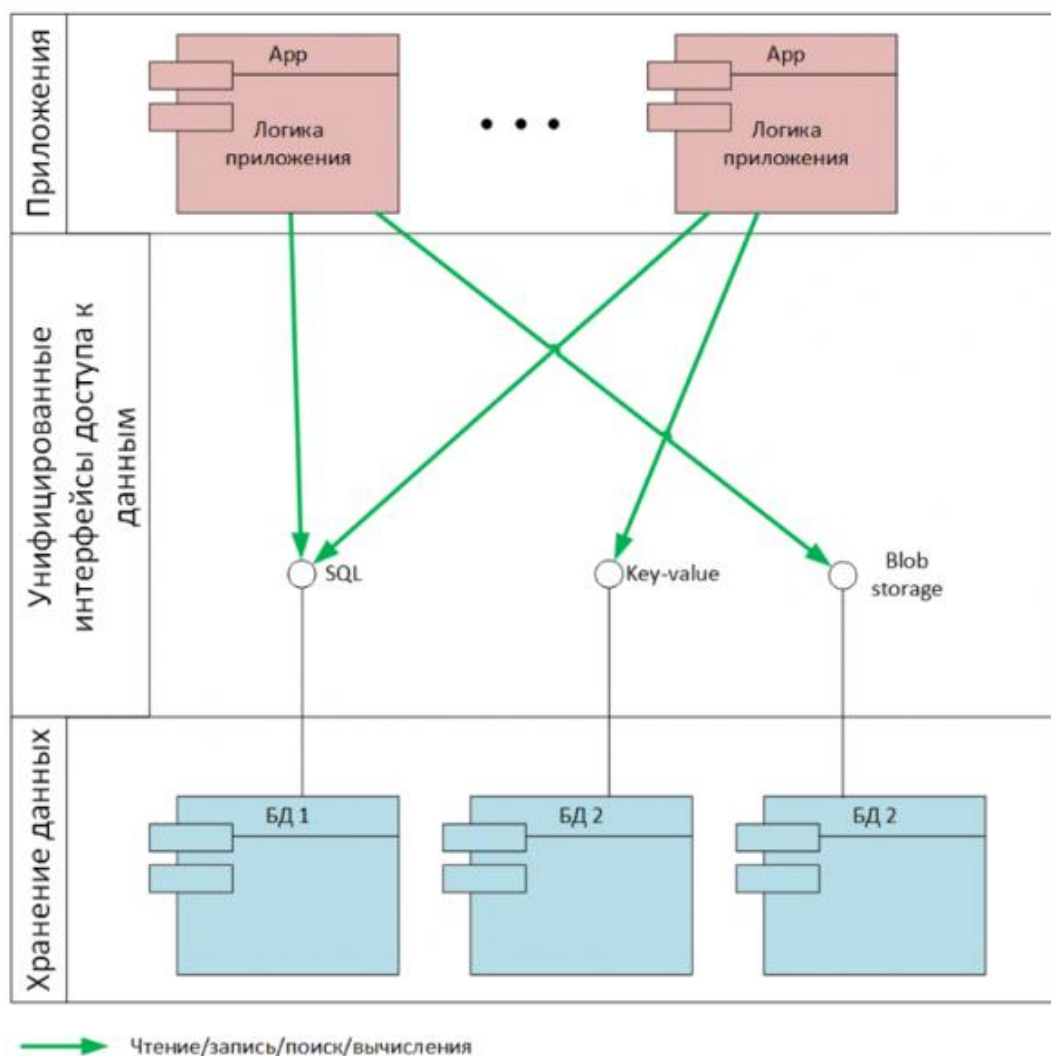 Приложения
App
Логика
приложения
• • •
App
Логика
приложения
Унифицированные
интерфейсы доступа к
данным
SQL
Key-value
Blob
storage
Хранение данных
БД 1
БД 2
БД 2
Чтение/запись/поиск/вычисления